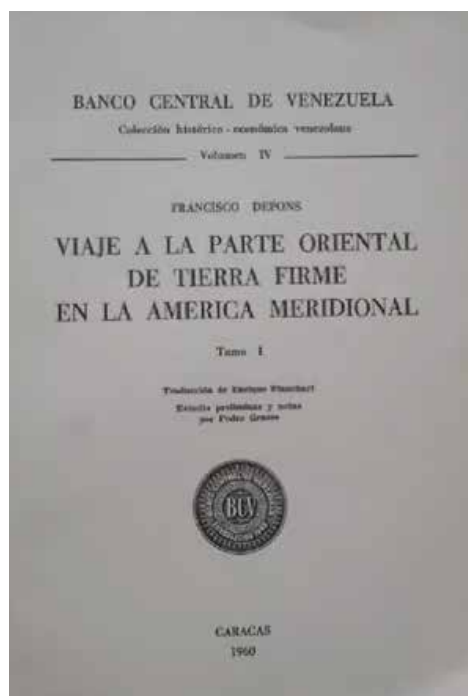 BANCO CENTRAL DE VENEZUELA
Colección histórico - económica venezolana
Volumen IV
FRANCISCO DEPONS
VIAJE A LA PARTE ORIENTAL
DE TIERRA FIRME
EN LA AMERICA MERIDIONAL
Tomo I
Traducción de Enrique Planchart
Estudio preliminar y notas
por Pedro Grases
BCV
CARACAS
1960